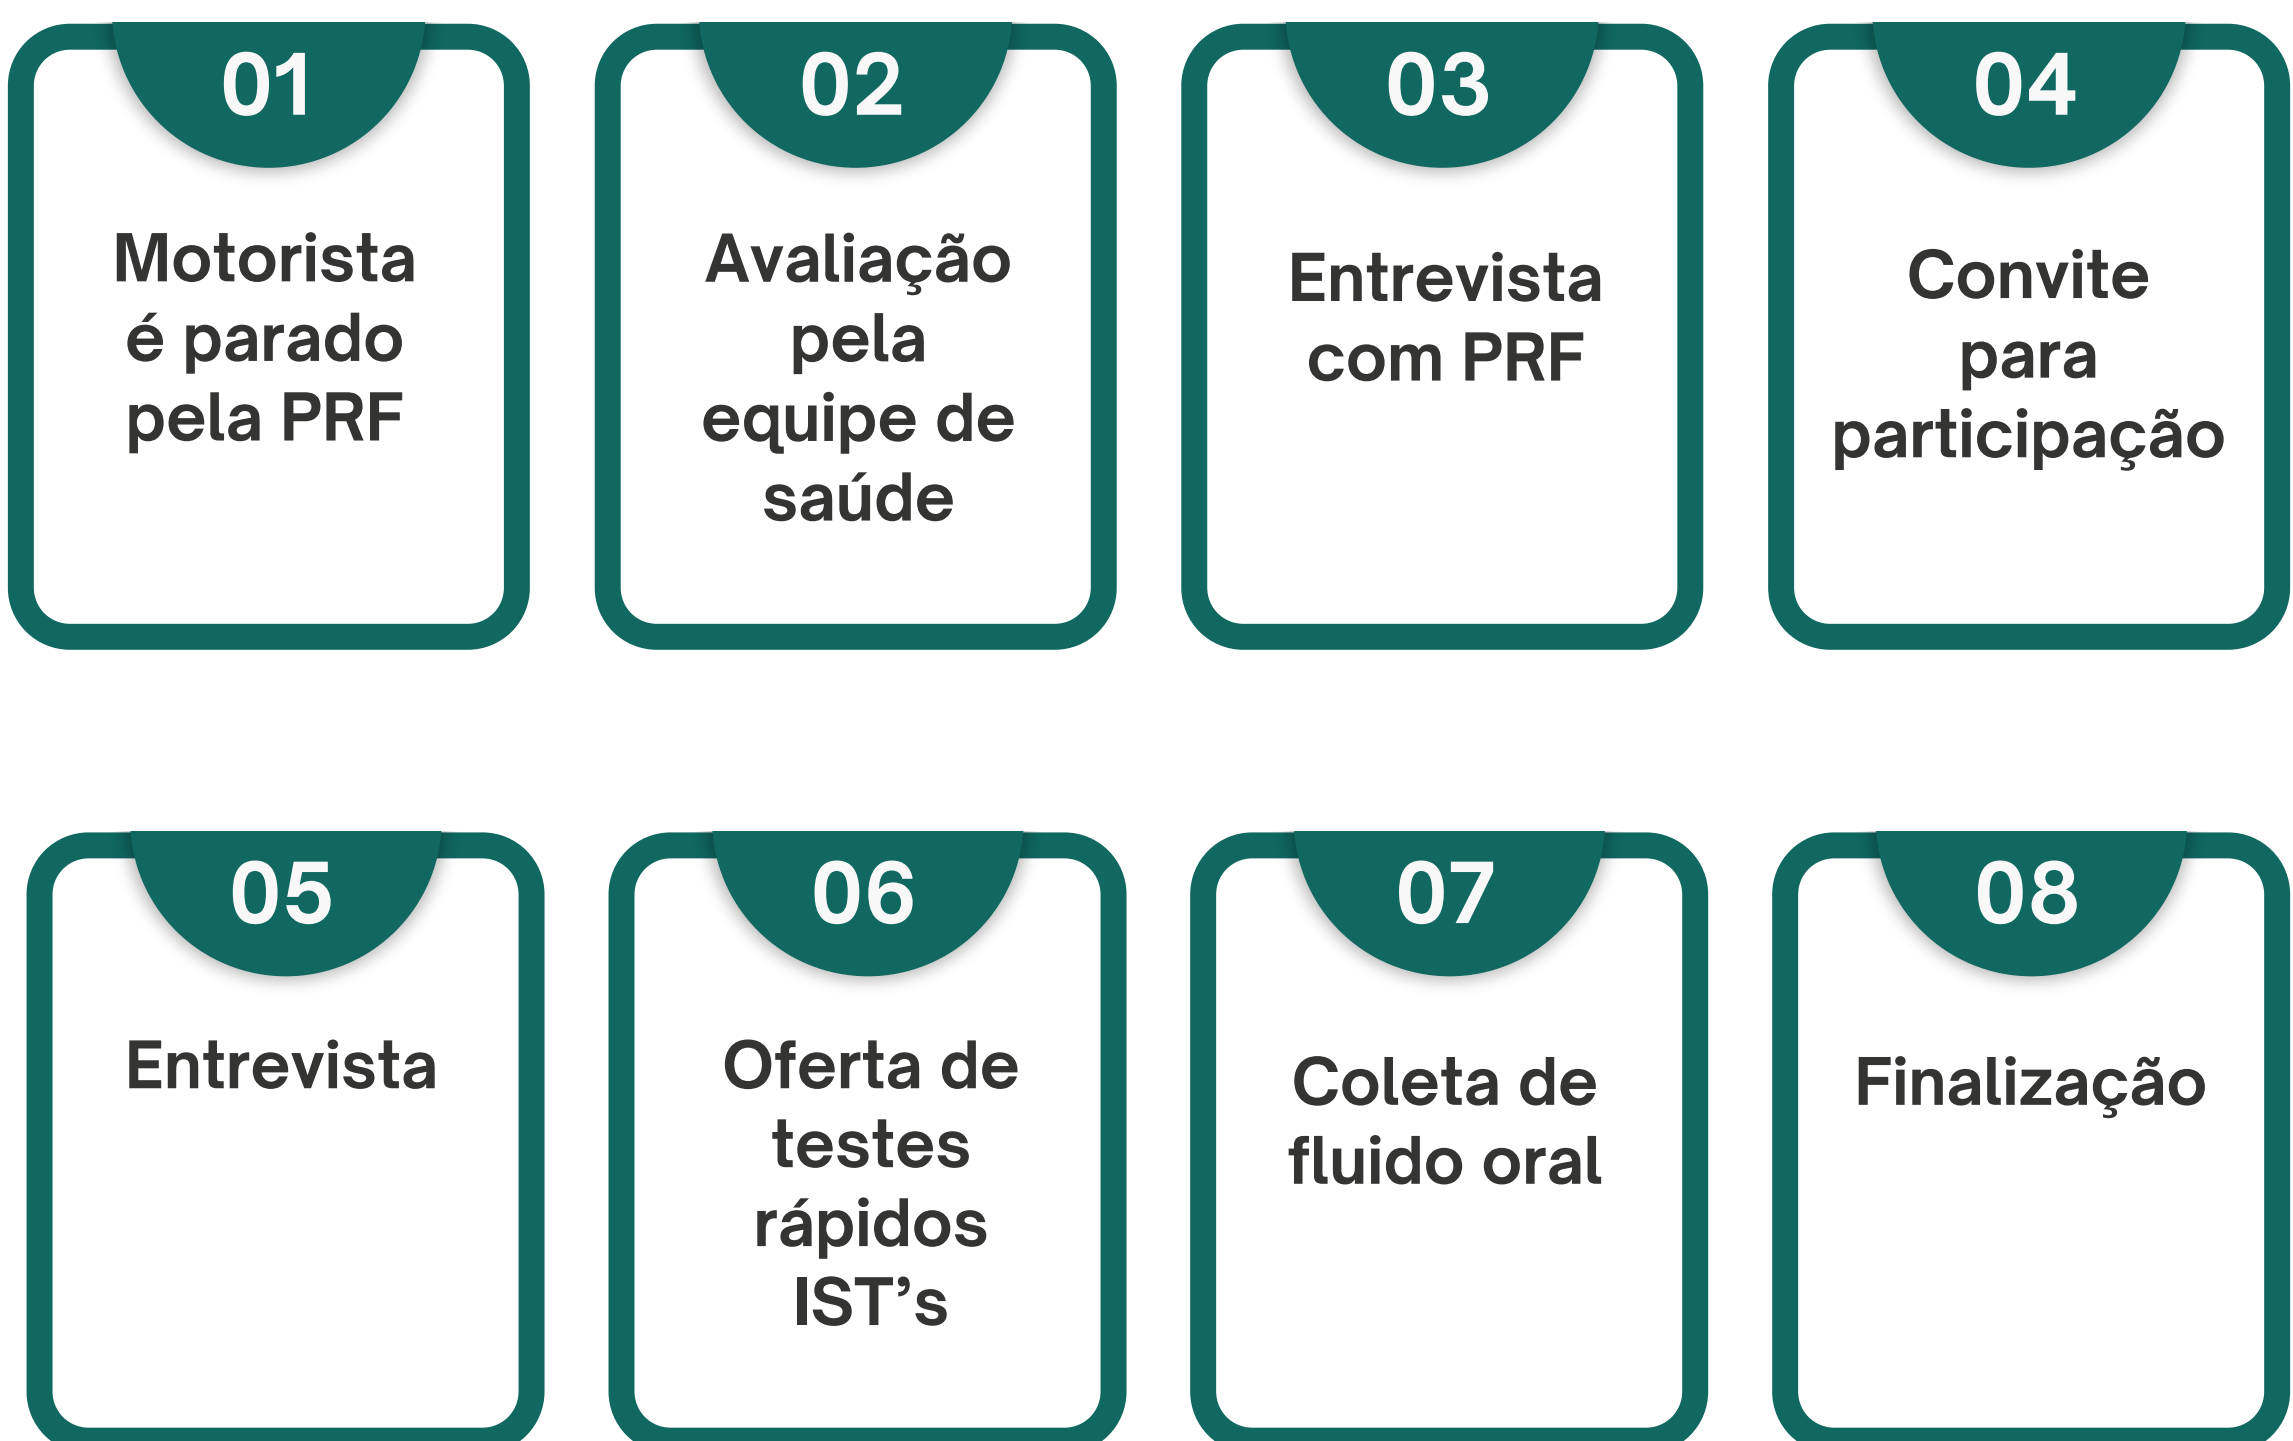 01
Motorista
é parado
pela PRF
02
Avaliação
pela
equipe de
saúde
03
Entrevista
com PRF
04
Convite
para
participação
05
Entrevista
06
Oferta de
testes
rápidos
IST’s
07
Coleta de
fluido oral
08
Finalização